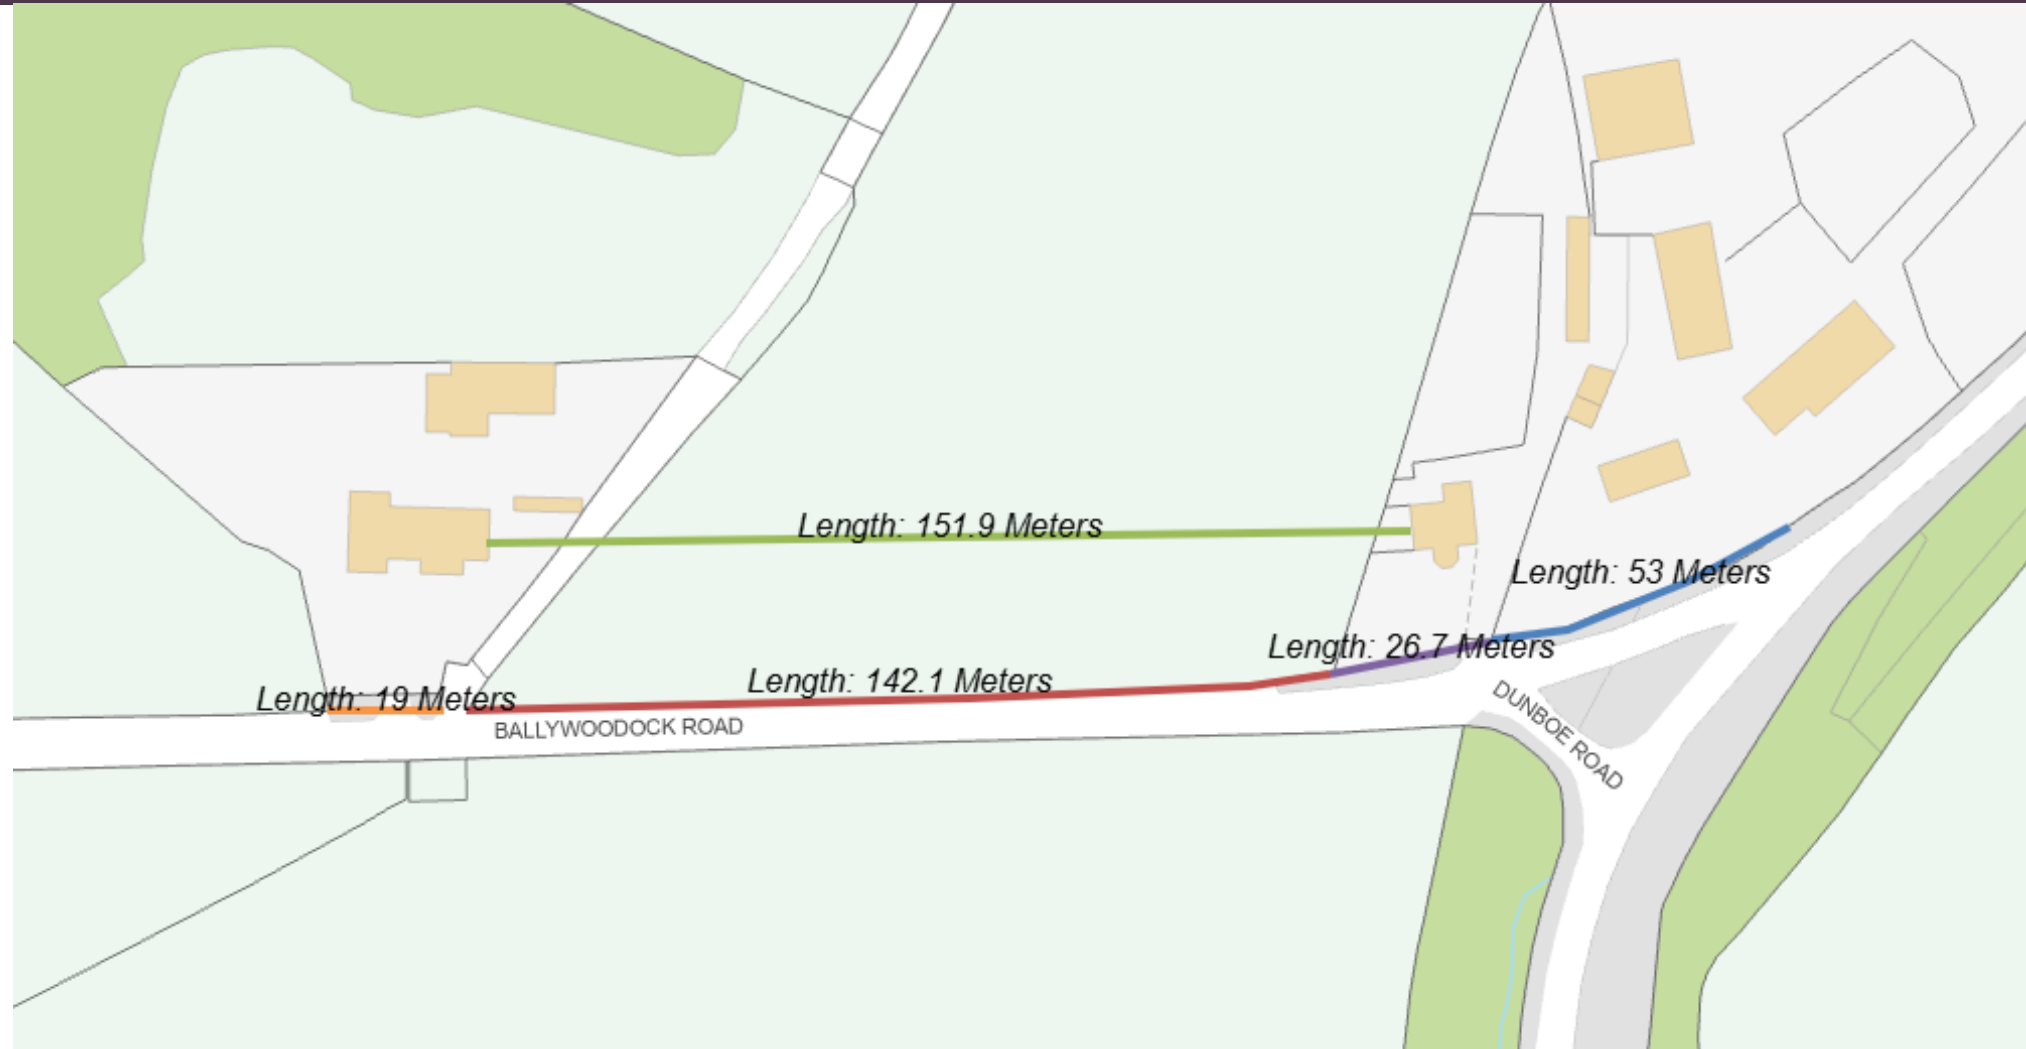 Length: 151.9 Meters
Length: 53 Meters
Length: 26.7 Meters
Length: 142.1 Meters
Length: 19 Meters
BALLYWOODOCK ROAD
DUNBOE ROAD